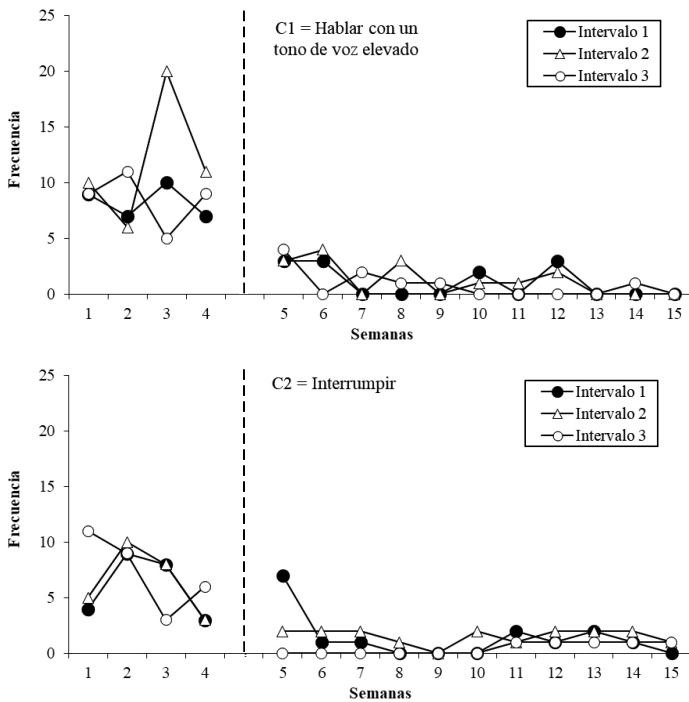 C1 = Hablar con un
tono de voz elevado
Intervalo 1
Intervalo 2
Intervalo 3
Frecuencia
25
20
15
10
5
0
1 2 3 4 5 6 7 8 9 10 11 12 13 14 15
Semanas
C2 = Interrumpir
Intervalo 1
Intervalo 2
Intervalo 3
Frecuencia
25
20
15
10
5
0
1 2 3 4 5 6 7 8 9 10 11 12 13 14 15
Semanas